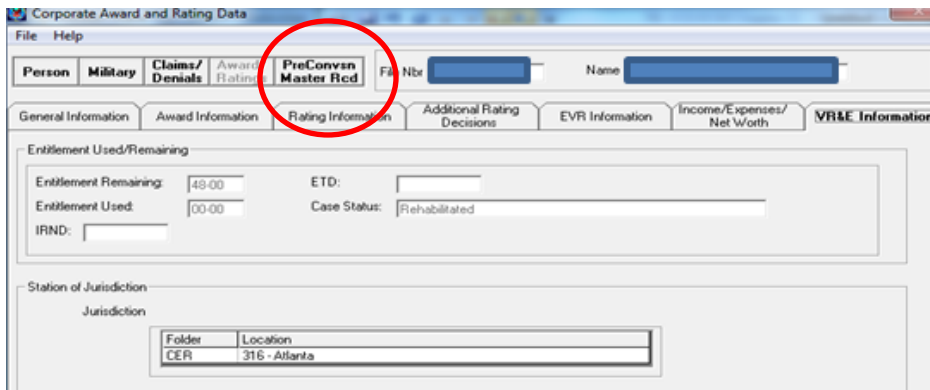 Corporate Award and Rating Data
File Help
Person Military Claims/ Denials Award Ratings PreConvsn Master Rcd File Nbr Name
General Information Award Information Rating Information Additional Rating Decisions EVR Information Income/Expenses/ Net Worth VR&E Information
Entitlement Used/Remaining
Entitlement Remaining: 48-00 ETD:
Entitlement Used: 00-00 Case Status: Rehabilitated
IRND:
Station of Jurisdiction
Jurisdiction
Folder Location
CER 316 - Atlanta